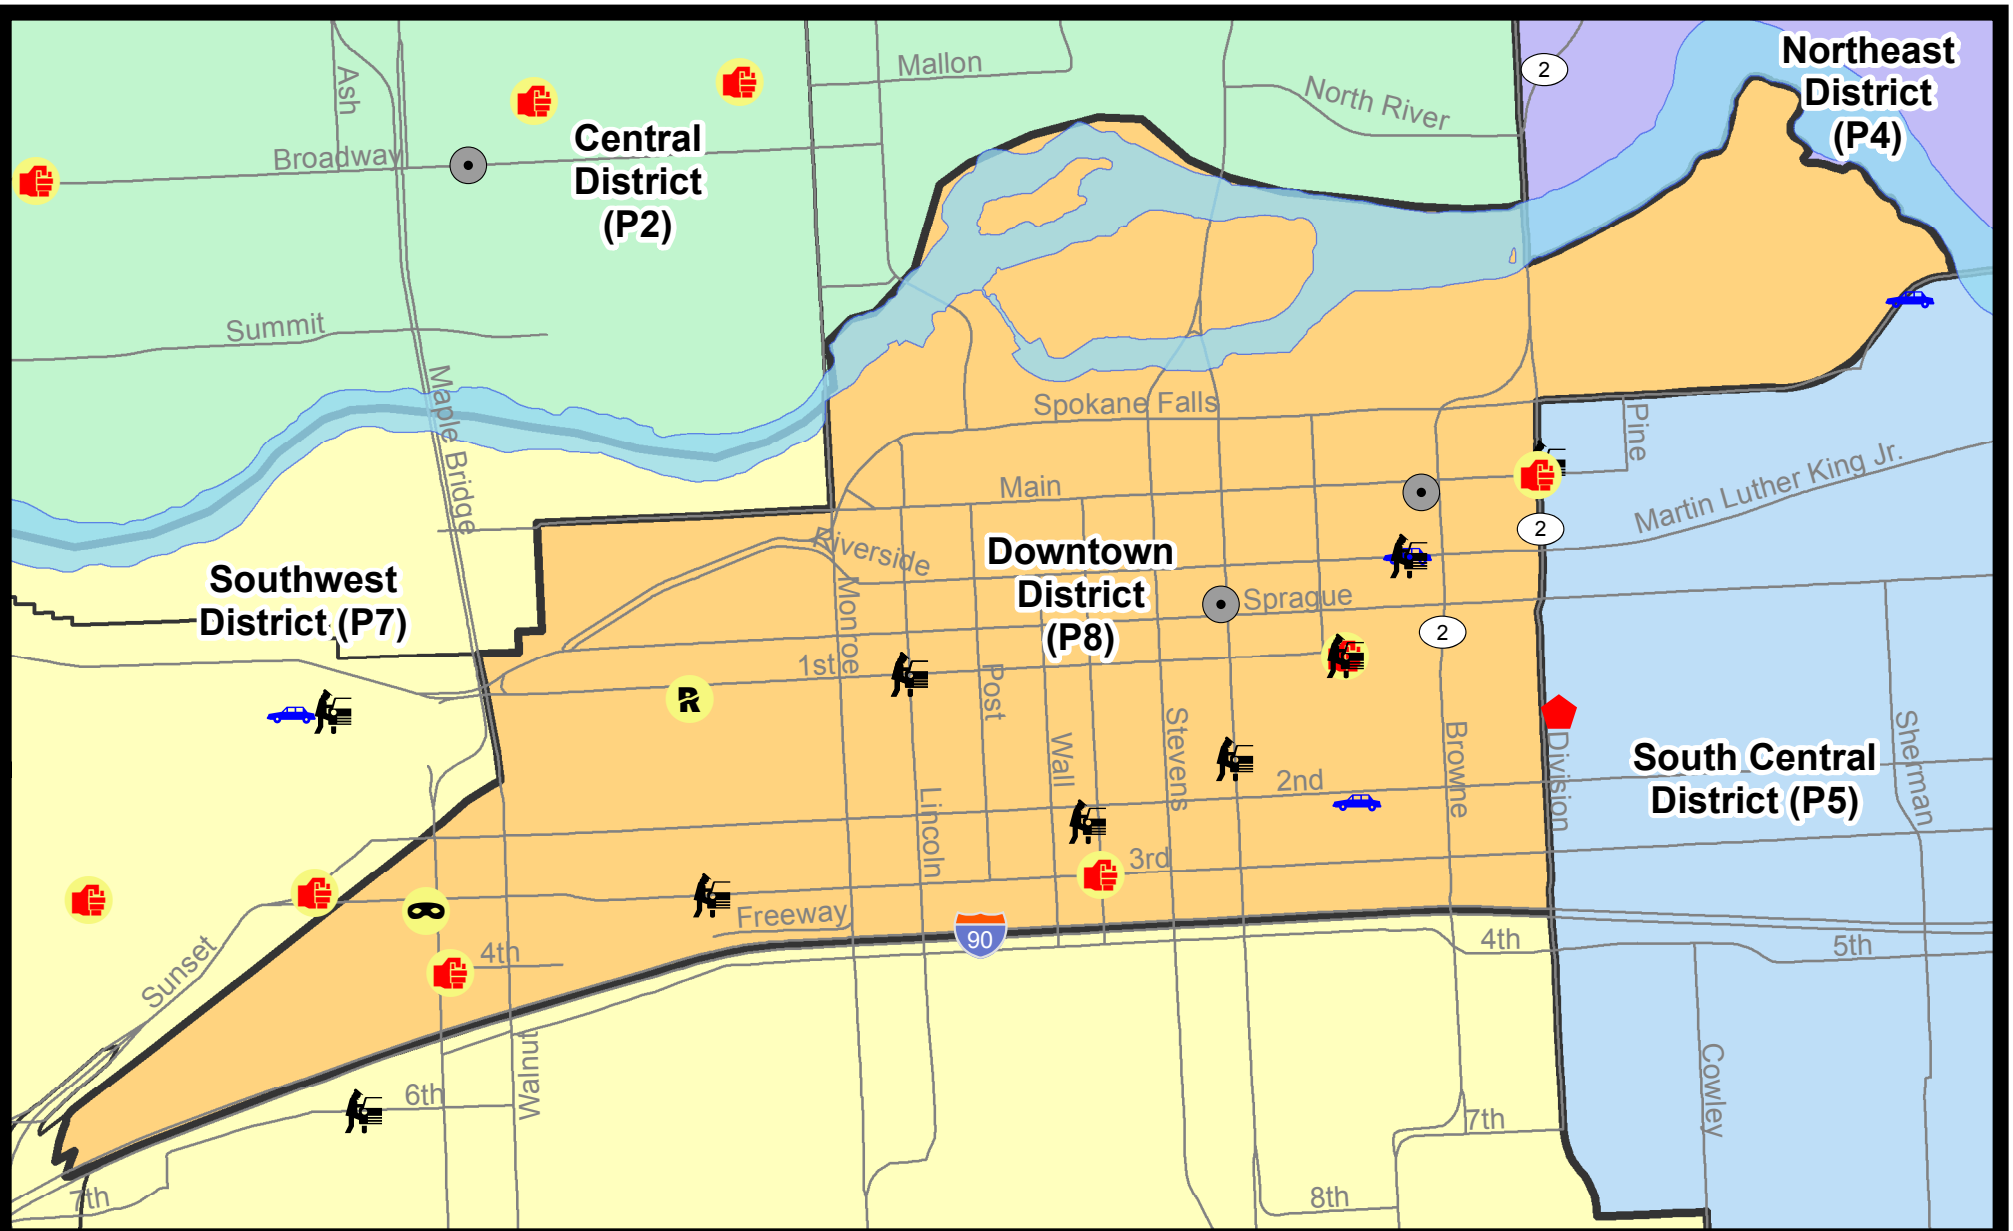 Mallon
2
Northeast
District
(P4)
Ash
North River
Central
District
(P2)
Broadway
Summit
Maple Bridge
Spokane Falls
Pine
Main
Martin Luther King Jr.
2
Riverside
Downtown
District
(P8)
Southwest
District (P7)
Monroe
Sprague
2
1st
Post
R
Stevens
Browne
Division
Sherman
Wall
South Central
District (P5)
2nd
Lincoln
3rd
Freeway
90
4th
4th
5th
Sunset
Walnut
Cowley
6th
7th
7th
8th